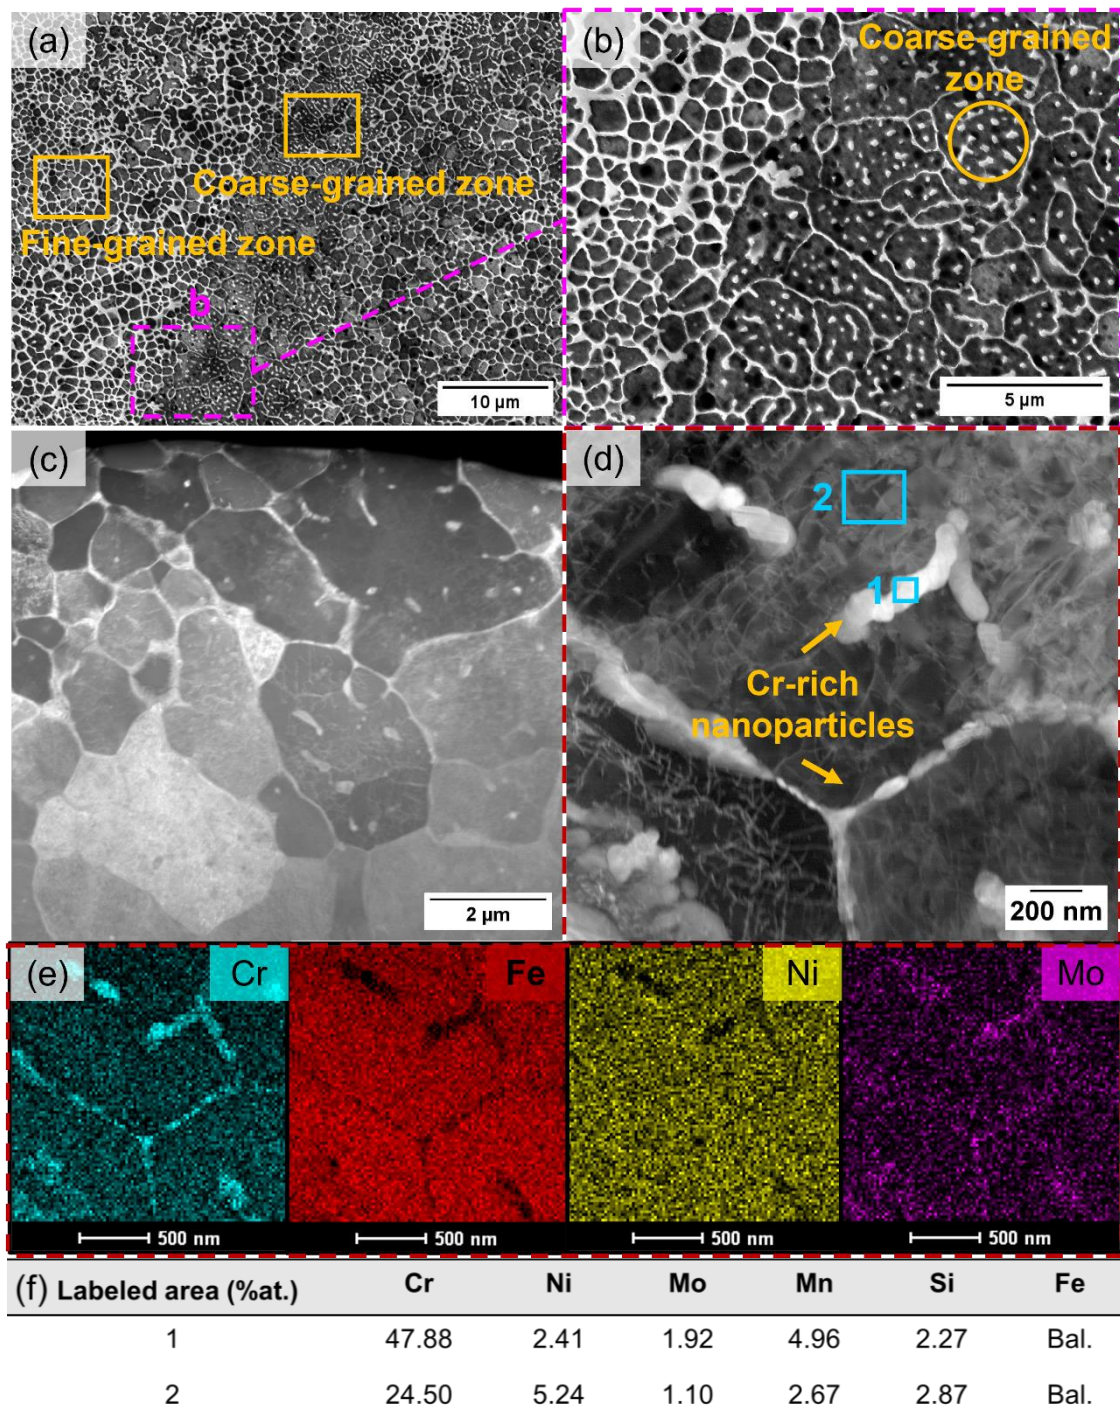 (a)
Coarse-grained zone
Fine-grained zone
b
10 µm
(b)
Coarse-grained
zone
5 µm
(c)
2 µm
(d)
2
1
Cr-rich
nanoparticles
200 nm
(e) Cr Fe Ni Mo
500 nm 500 nm 500 nm 500 nm
(f) Labeled area (%at.) Cr Ni Mo Mn Si Fe
1 47.88 2.41 1.92 4.96 2.27 Bal.
2 24.50 5.24 1.10 2.67 2.87 Bal.